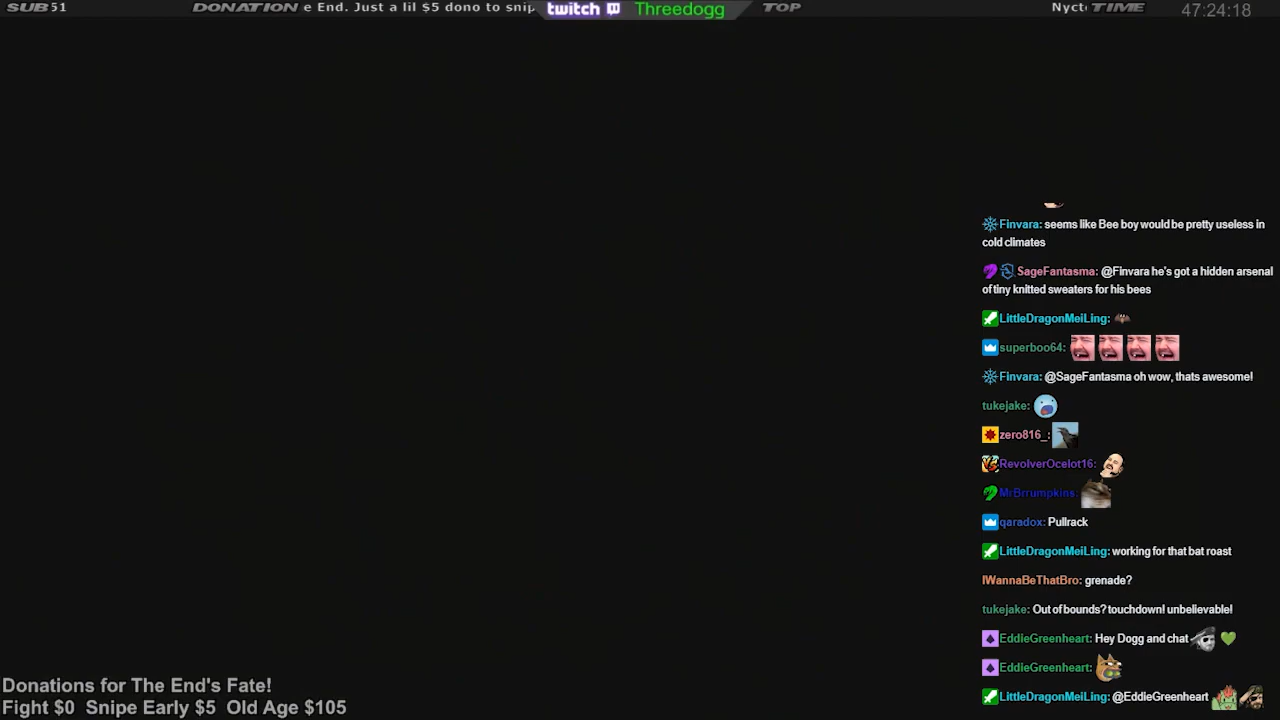 SUB 51 DONATION e End. Just a lil $5 dono to snip twitch Threedogg TOP Nyct TIME 47:24:18
Finvara: seems like Bee boy would be pretty useless in
cold climates
SageFantasma: @Finvara he's got a hidden arsenal
of tiny knitted sweaters for his bees
LittleDragonMeiLing:
superboo64:
Finvara: @SageFantasma oh wow, thats awesome!
tukejake:
zero816_:
RevolverOcelot16:
MrBrrumpkins:
qaradox: Pullrack
LittleDragonMeiLing: working for that bat roast
IWannaBeThatBro: grenade?
tukejake: Out of bounds? touchdown! unbelievable!
EddieGreenheart: Hey Dogg and chat
EddieGreenheart:
LittleDragonMeiLing: @EddieGreenheart
Donations for The End's Fate!
Fight $0 Snipe Early $5 Old Age $105